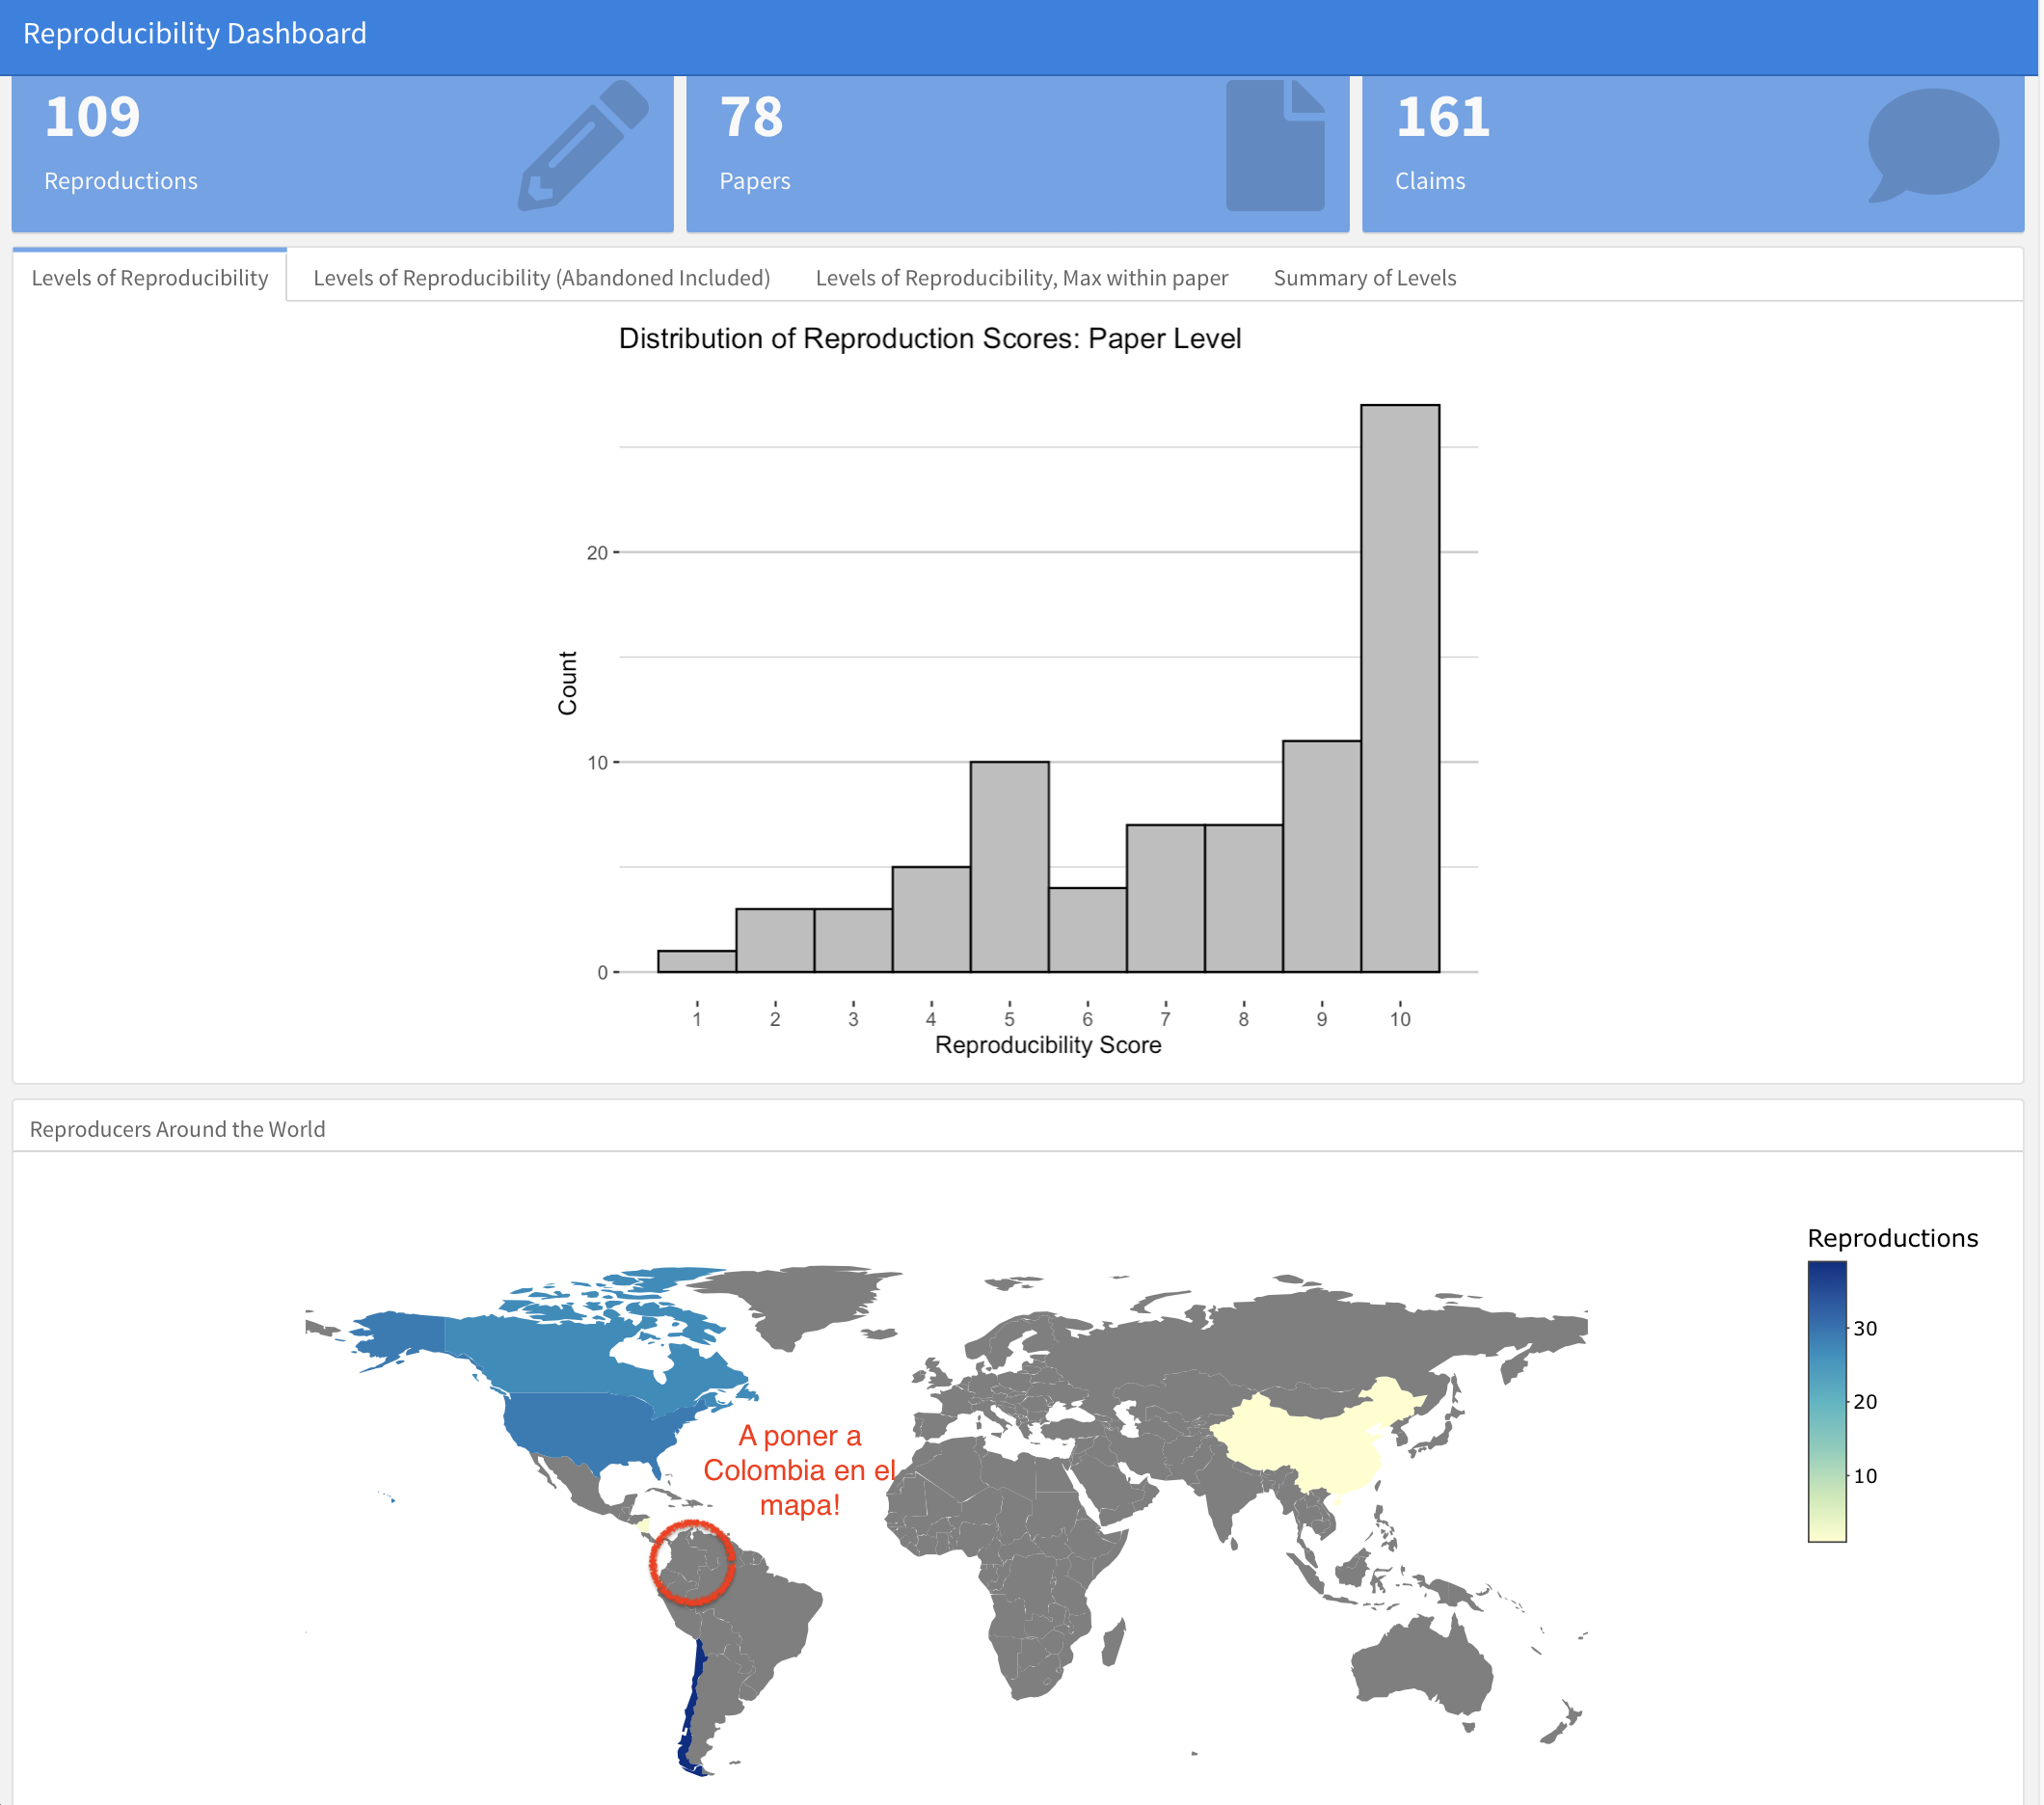 Reproducibility Dashboard
109
Reproductions
78
Papers
161
Claims
Levels of Reproducibility
Levels of Reproducibility (Abandoned Included)
Levels of Reproducibility, Max within paper
Summary of Levels
Distribution of Reproduction Scores: Paper Level
Count
20
10
0
1 2 3 4 5 6 7 8 9 10
Reproducibility Score
Reproducers Around the World
Reproductions
30
20
10
A poner a
Colombia en el
mapa!